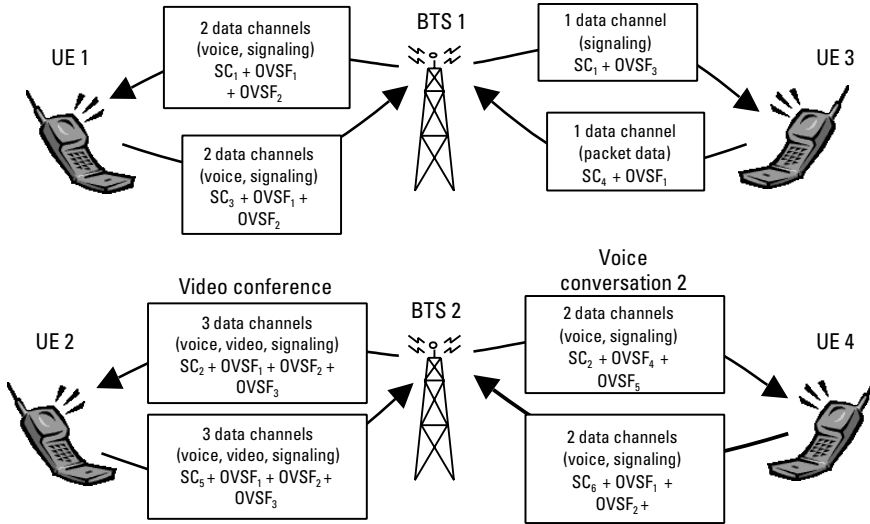 BTS 1
UE 1
2 data channels
(voice, signaling)
SC₁ + OVSF₁
+ OVSF₂
1 data channel
(signaling)
SC₁ + OVSF₃
UE 3
2 data channels
(voice, signaling)
SC₃ + OVSF₁ +
OVSF₂
1 data channel
(packet data)
SC₄ + OVSF₁
Video conference
Voice
conversation 2
BTS 2
UE 2
3 data channels
(voice, video, signaling)
SC₂ + OVSF₁ + OVSF₂ +
OVSF₃
2 data channels
(voice, signaling)
SC₂ + OVSF₄ +
OVSF₅
UE 4
3 data channels
(voice, video, signaling)
SC₅ + OVSF₁ + OVSF₂ +
OVSF₃
2 data channels
(voice, signaling)
SC₆ + OVSF₁ +
OVSF₂ +